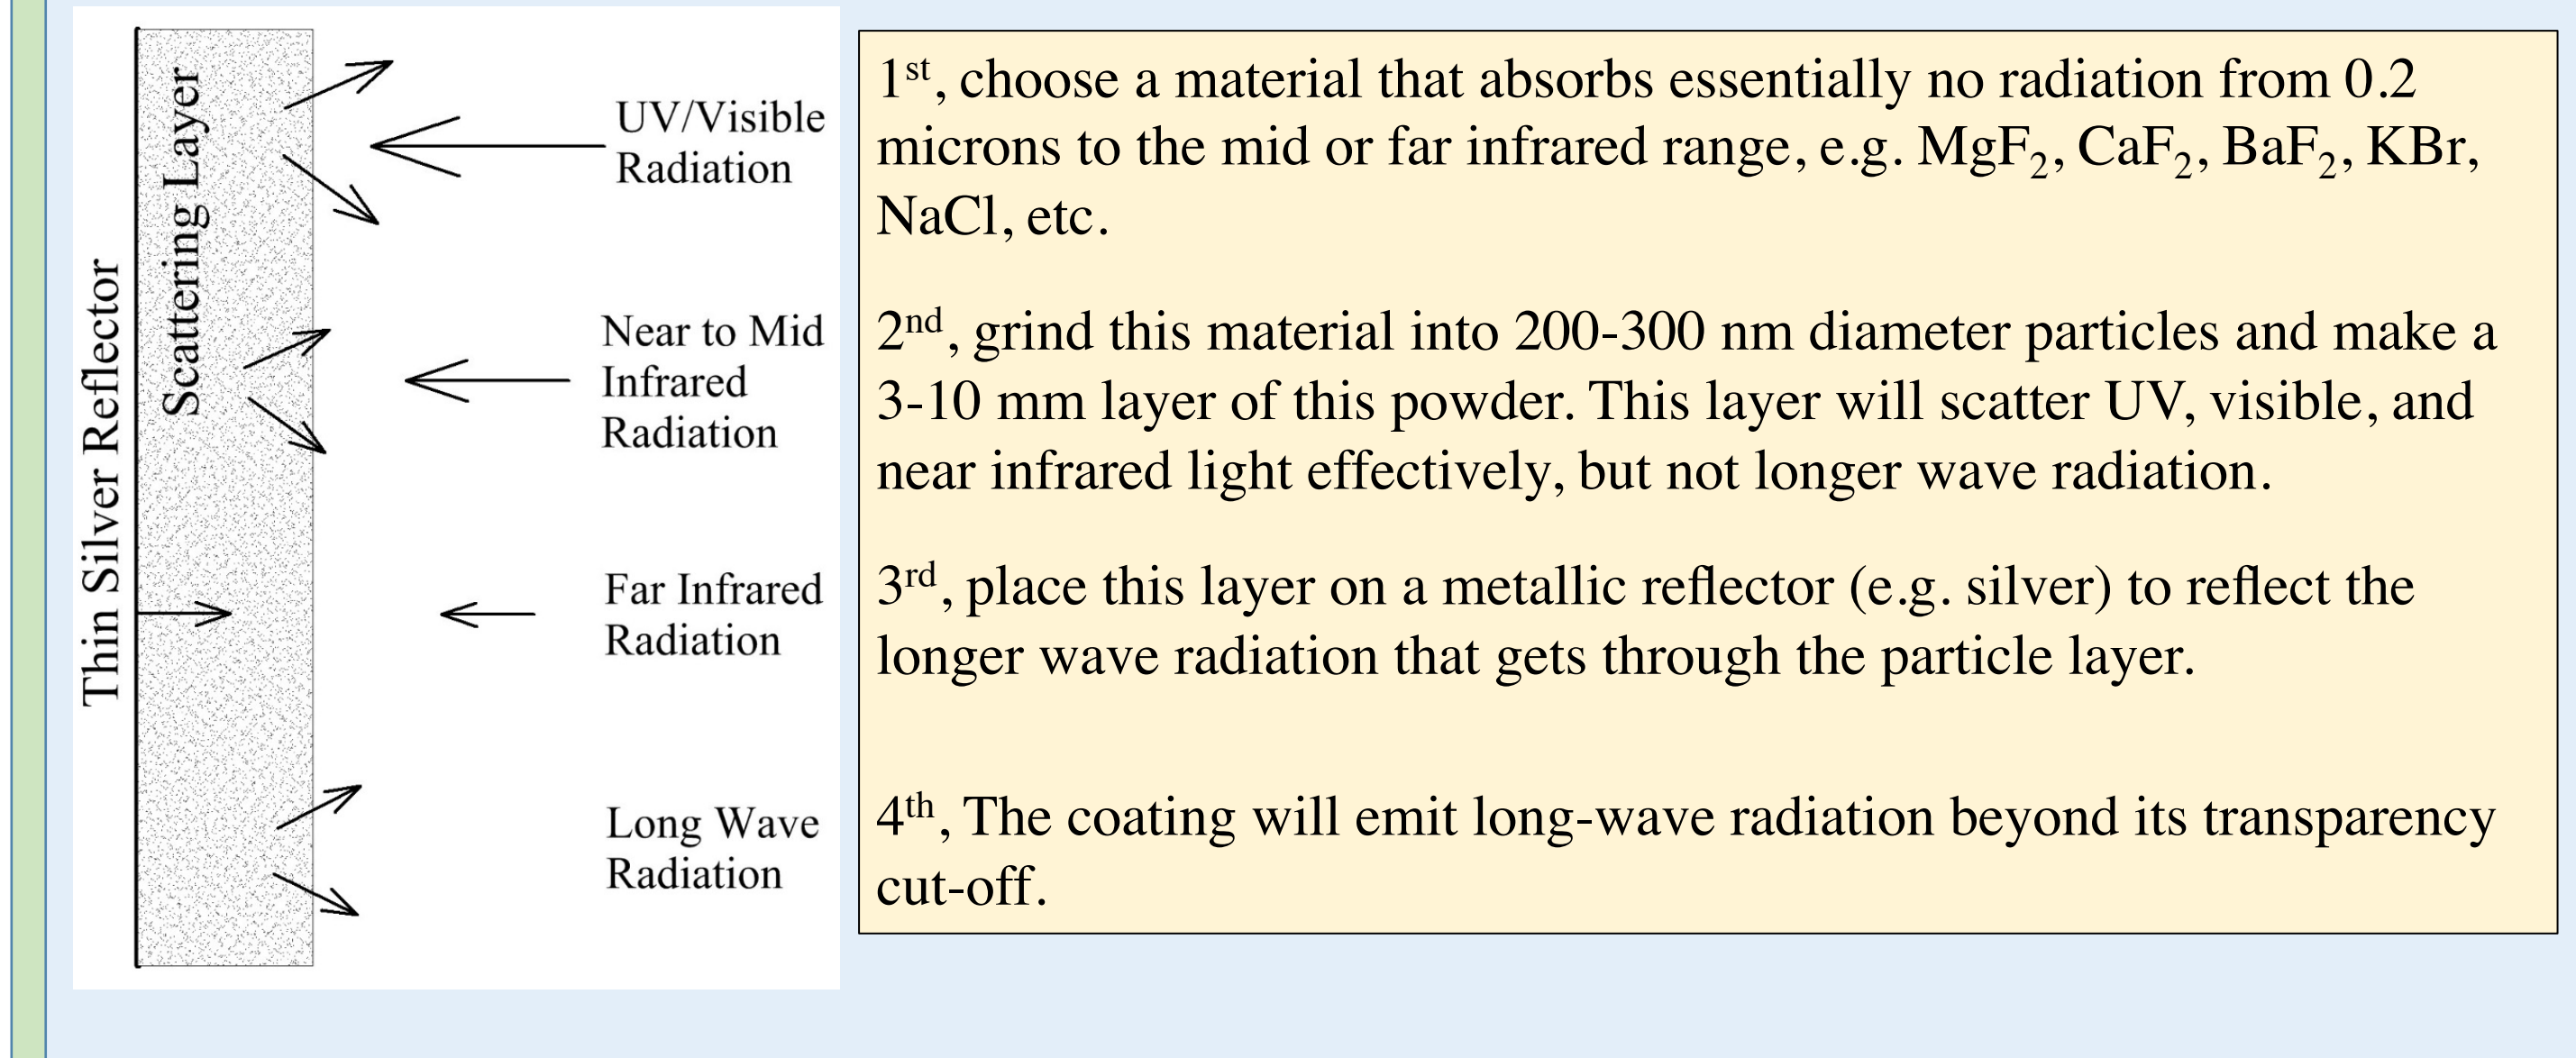 Thin Silver Reflector
Scattering Layer
UV/Visible
Radiation
Near to Mid
Infrared
Radiation
Far Infrared
Radiation
Long Wave
Radiation
1st, choose a material that absorbs essentially no radiation from 0.2
microns to the mid or far infrared range, e.g. MgF2, CaF2, BaF2, KBr,
NaCl, etc.
2nd, grind this material into 200-300 nm diameter particles and make a
3-10 mm layer of this powder. This layer will scatter UV, visible, and
near infrared light effectively, but not longer wave radiation.
3rd, place this layer on a metallic reflector (e.g. silver) to reflect the
longer wave radiation that gets through the particle layer.
4th, The coating will emit long-wave radiation beyond its transparency
cut-off.